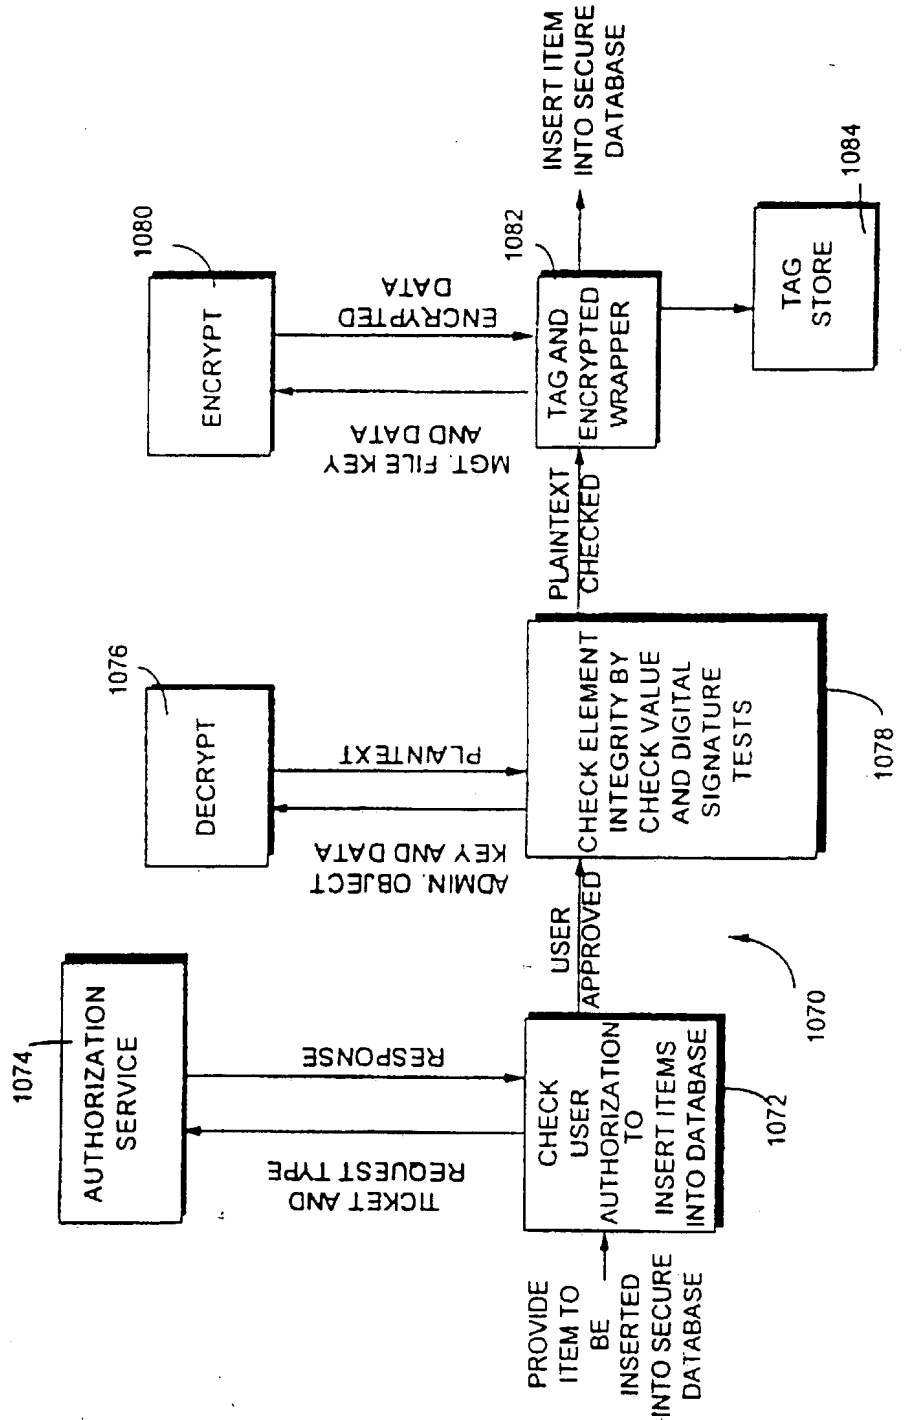 1074
AUTHORIZATION
SERVICE
TICKET AND
REQUEST TYPE
RESPONSE
PROVIDE
ITEM TO
BE
INSERTED
INTO SECURE
DATABASE
CHECK
USER
AUTHORIZATION
TO
INSERT ITEMS
INTO DATABASE
1072
1070
USER
APPROVED
1076
DECRYPT
ADMIN. OBJECT
KEY AND DATA
PLAINTEXT
CHECK ELEMENT
INTEGRITY BY
CHECK VALUE
AND DIGITAL
SIGNATURE
TESTS
1078
PLAINTEXT
CHECKED
1080
ENCRYPT
MGT. FILE KEY
AND DATA
ENCRYPTED
DATA
1082
TAG AND
ENCRYPTED
WRAPPER
INSERT ITEM
INTO SECURE
DATABASE
TAG
STORE
1084